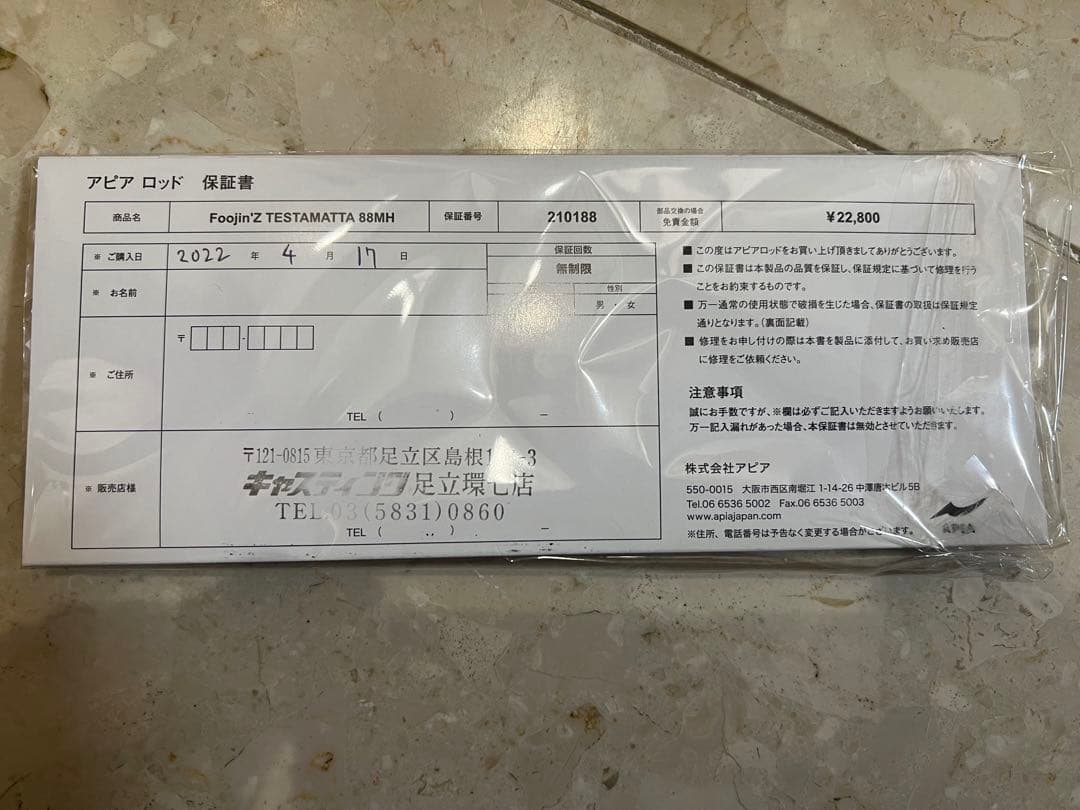 アピア ロッド 保証書
商品名 Foojin'Z TESTAMATTA 88MH 保証番号 210188 部品交換の場合 免責金額 ¥22,800
※ ご購入日 2022 年 4 月 17 日
保証回数
無制限
※ お名前
性別
男 ・ 女
〒 -
※ ご住所
TEL ( ) −
※ 販売店様
〒121-0815 東京都足立区島根1 -3
キャスティング 足立環七店
TEL.03(5831)0860
TEL ( ) −
■ この度はアピアロッドをお買い上げ頂きましてありがとうございます。
■ この保証書は本製品の品質を保証し、保証規定に基づいて修理を行う
ことをお約束するものです。
■ 万一通常の使用状態で破損を生じた場合、保証書の取扱は保証規定
通りとなります。(裏面記載)
■ 修理をお申し付けの際は本書を製品に添付して、お買い求め販売店
に修理をご依頼ください。
注意事項
誠にお手数ですが、※欄は必ずご記入いただきますようお願いいたします。
万一記入漏れがあった場合、本保証書は無効とさせていただきます。
株式会社アピア
550-0015 大阪市西区南堀江 1-14-26 中澤唐木ビル5B
Tel.06 6536 5002 Fax.06 6536 5003
www.apiajapan.com
※住所、電話番号は予告なく変更する場合がございます。
APIA